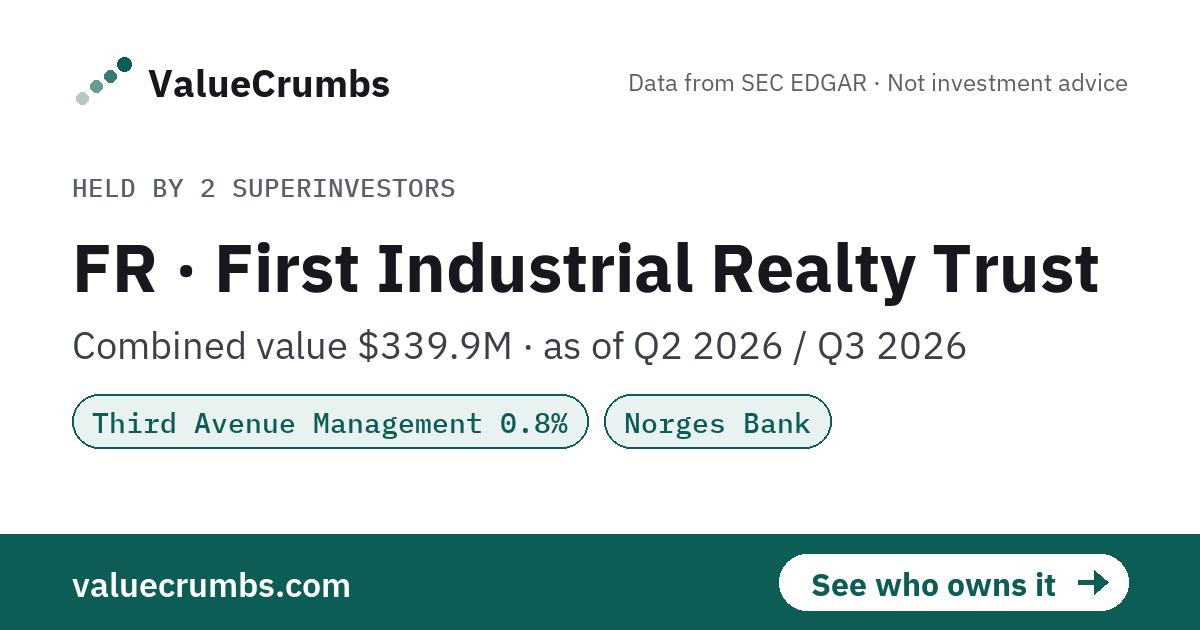 ValueCrumbs
Data from SEC EDGAR · Not investment advice
HELD BY 2 SUPERINVESTORS
FR · First Industrial Realty Trust
Combined value $339.9M · as of Q2 2026 / Q3 2026
Third Avenue Management 0.8%
Norges Bank
valuecrumbs.com
See who owns it →